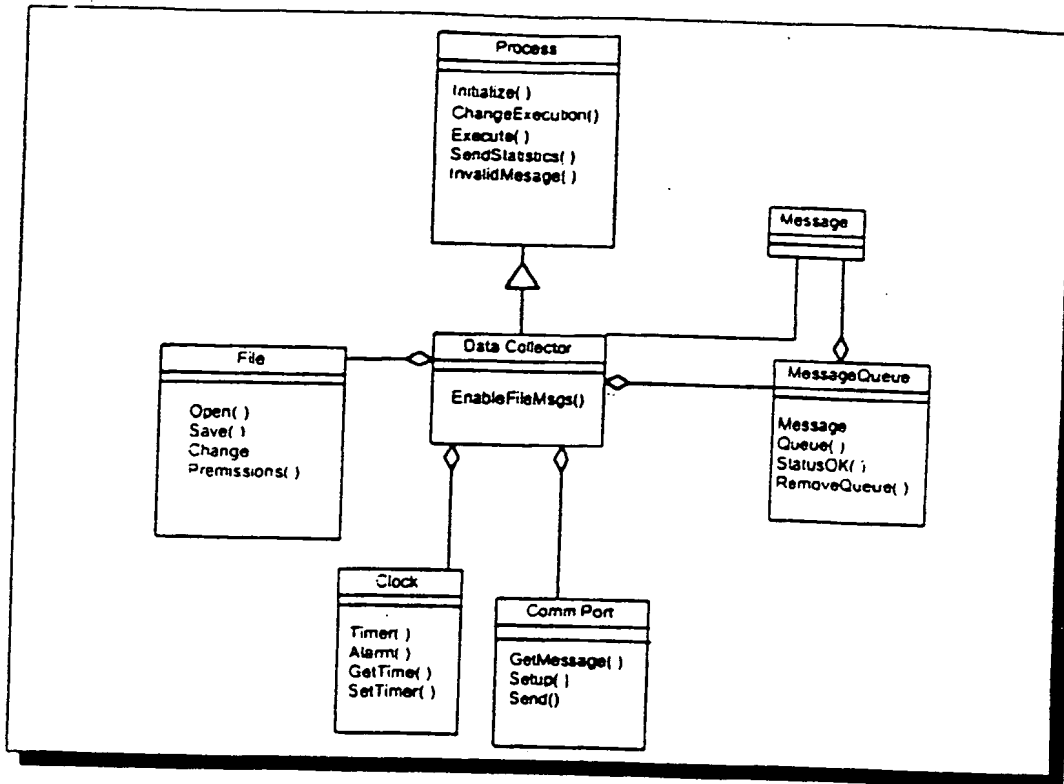 Process
Initialize( )
ChangeExecution()
Execute( )
SendStatistics( )
InvalidMesage( )
Message
File
Open( )
Save( )
Change
Premissions( )
Data Collector
EnableFileMsgs()
MessageQueue
Message
Queue( )
StatusOK( )
RemoveQueue( )
Clock
Timer( )
Alarm( )
GetTime( )
SetTimer( )
Comm Port
GetMessage( )
Setup( )
Send()